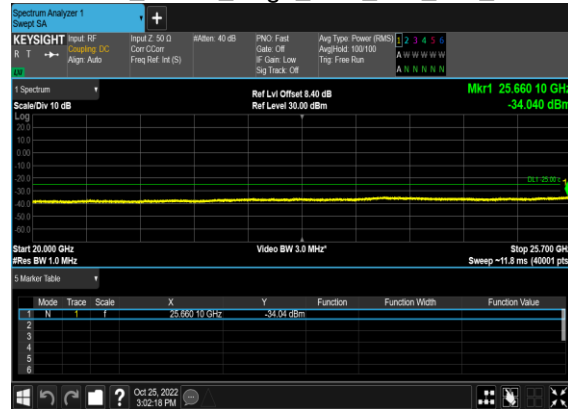 Spectrum Analyzer 1
Swept SA
+
KEYSIGHT Input: RF Input Z: 50 Ω #Atten: 40 dB PNO: Fast Avg Type: Power (RMS) 1 2 3 4 5 6
R T Coupling: DC Corr CCorr Gate: Off Avg|Hold: 100/100 A W W W W W
Align: Auto Freq Ref: Int (S) IF Gain: Low Trig: Free Run
LW Sig Track: Off A N N N N N
1 Spectrum Ref Lvl Offset 8.40 dB Mkr1 25.660 10 GHz
Scale/Div 10 dB Ref Level 30.00 dBm -34.040 dBm
Log
20.0
10.0
0.00
-10.0
-20.0
DL1 -25.00
-30.0
-40.0
-50.0
-60.0
Start 20.000 GHz Video BW 3.0 MHz* Stop 25.700 GHz
#Res BW 1.0 MHz Sweep ~11.8 ms (40001 pts)
5 Marker Table
Mode Trace Scale X Y Function Function Width Function Value
1 N 1 f 25.660 10 GHz -34.04 dBm
2
3
4
5
6
? Oct 25, 2022
3:02:18 PM